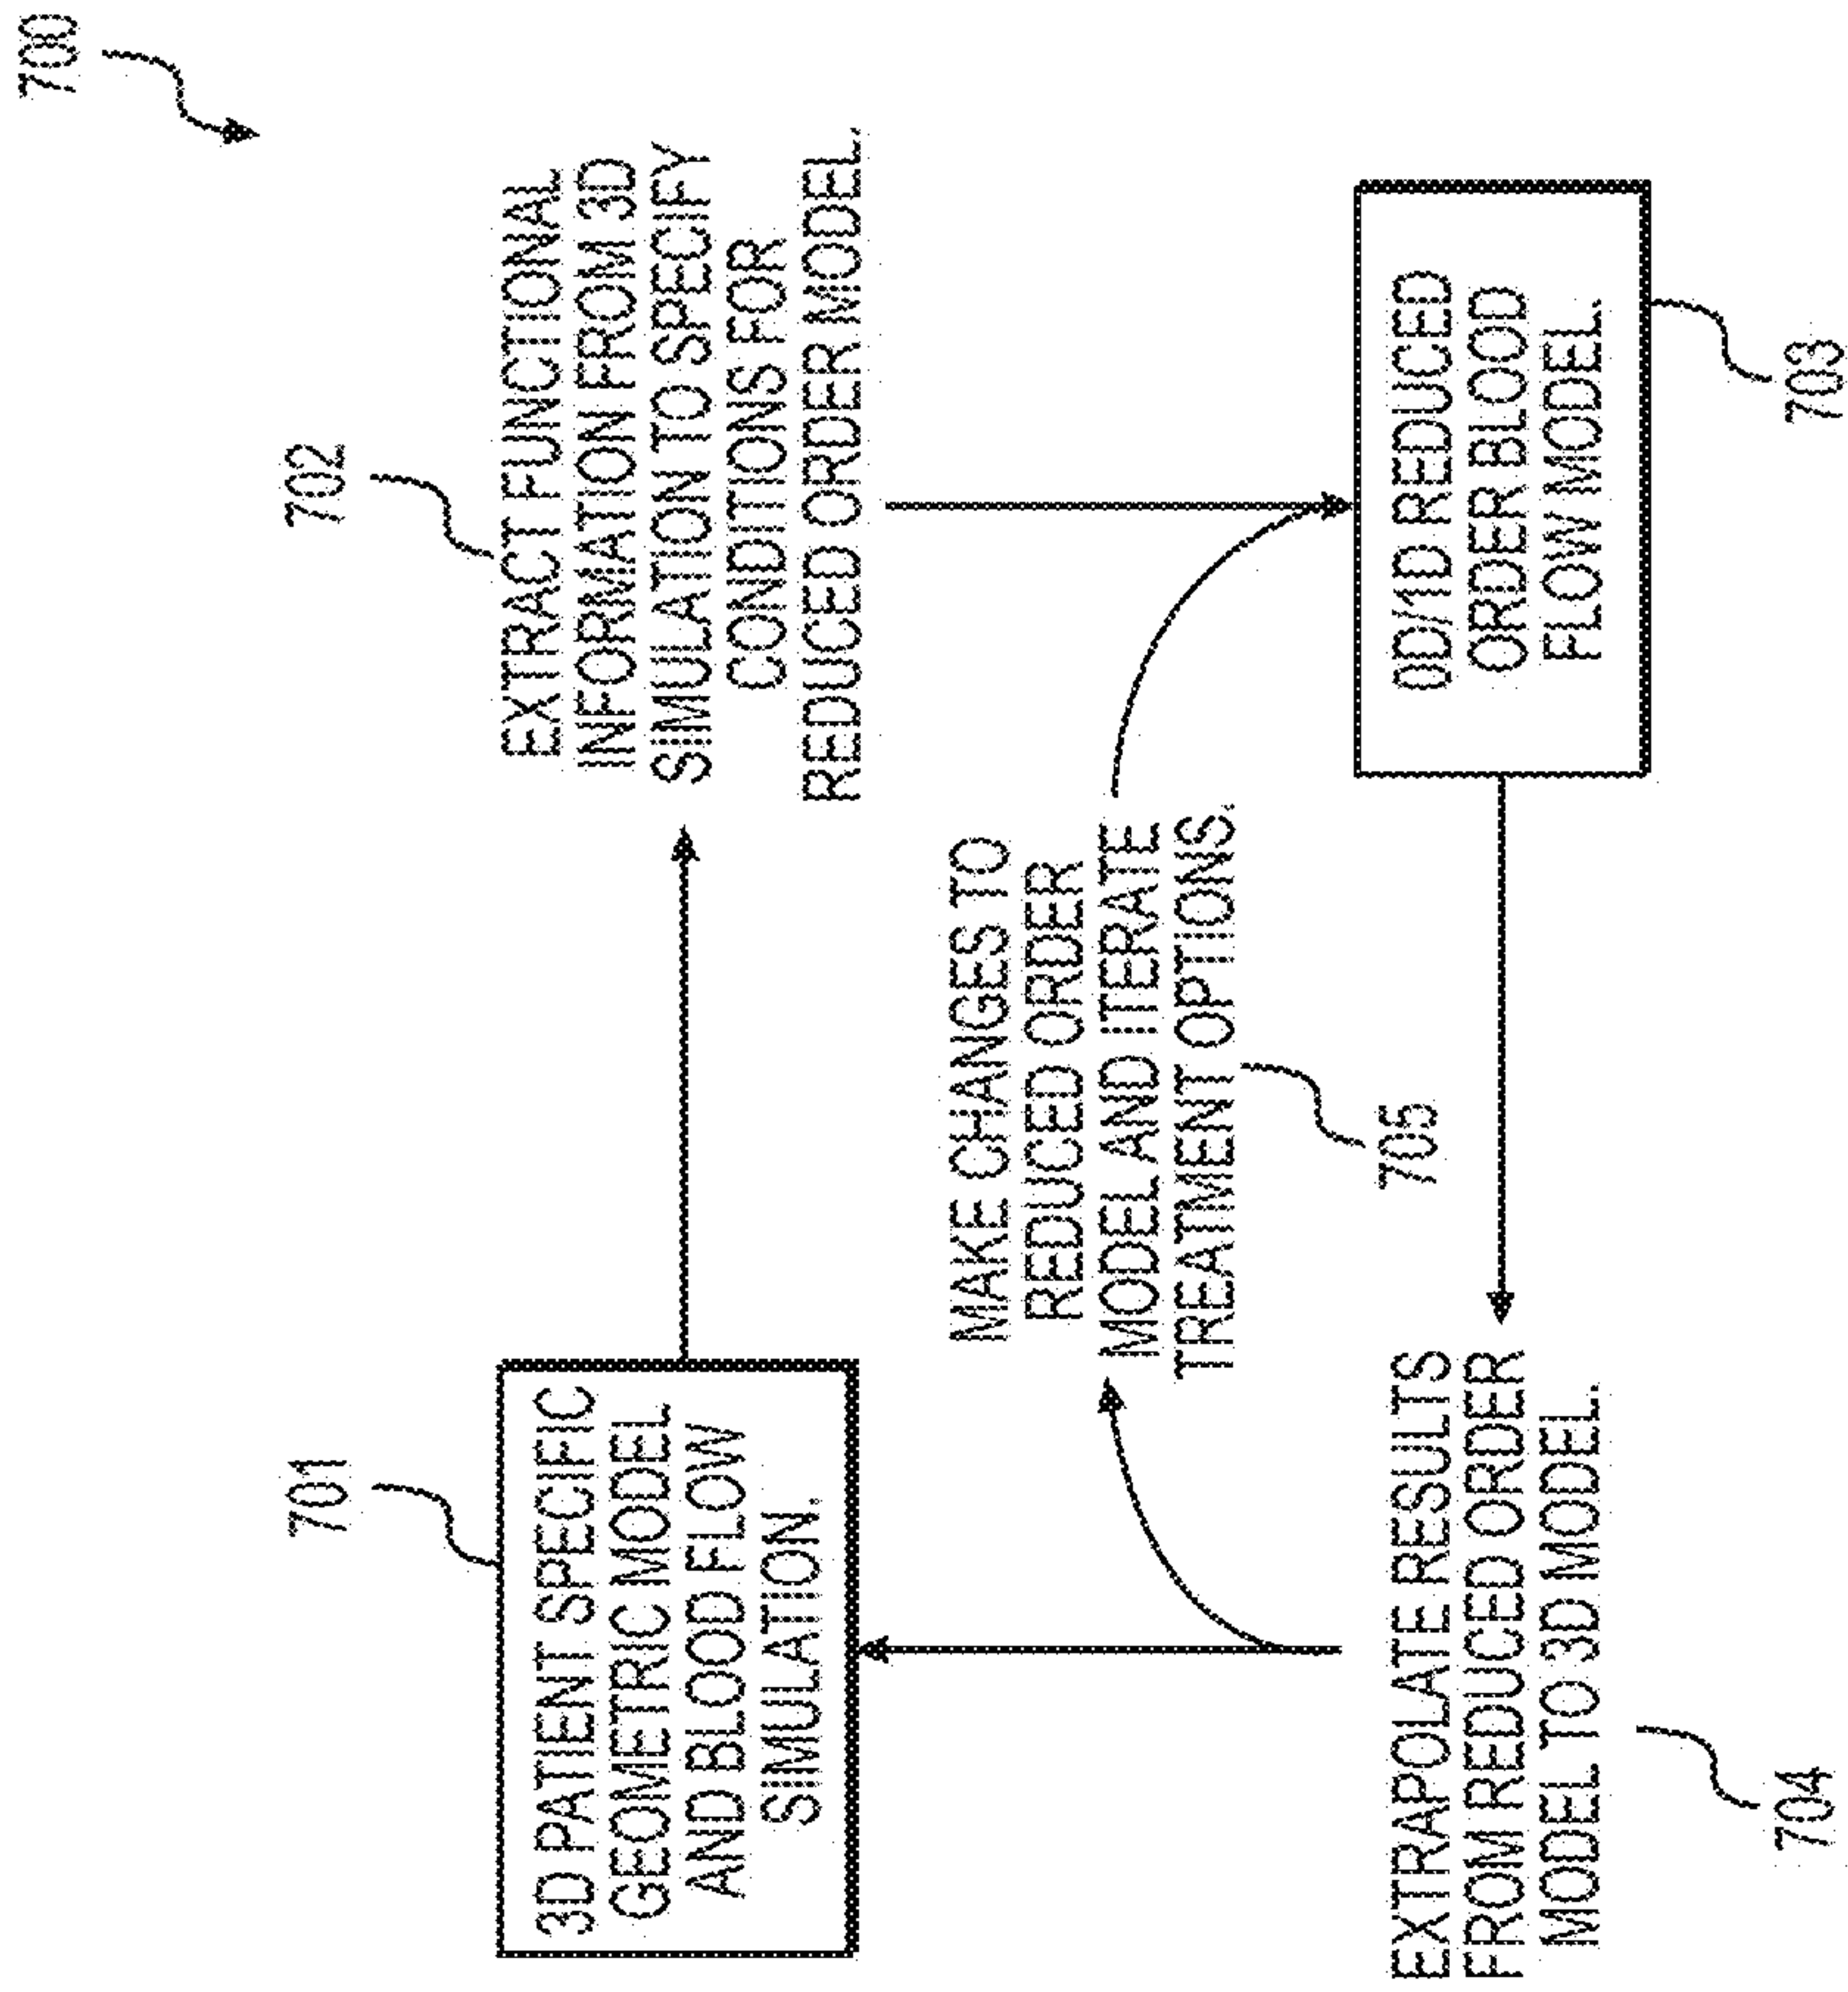 700
701
3D PATIENT SPECIFIC
GEOMETRIC MODEL
AND BLOOD FLOW
SIMULATION.
702
EXTRACT FUNCTIONAL
INFORMATION FROM 3D
SIMULATION TO SPECIFY
CONDITIONS FOR
REDUCED ORDER MODEL.
MAKE CHANGES TO
REDUCED ORDER
MODEL AND ITERATE
TREATMENT OPTIONS.
705
EXTRAPOLATE RESULTS
FROM REDUCED ORDER
MODEL TO 3D MODEL.
704
0D/1D REDUCED
ORDER BLOOD
FLOW MODEL.
703